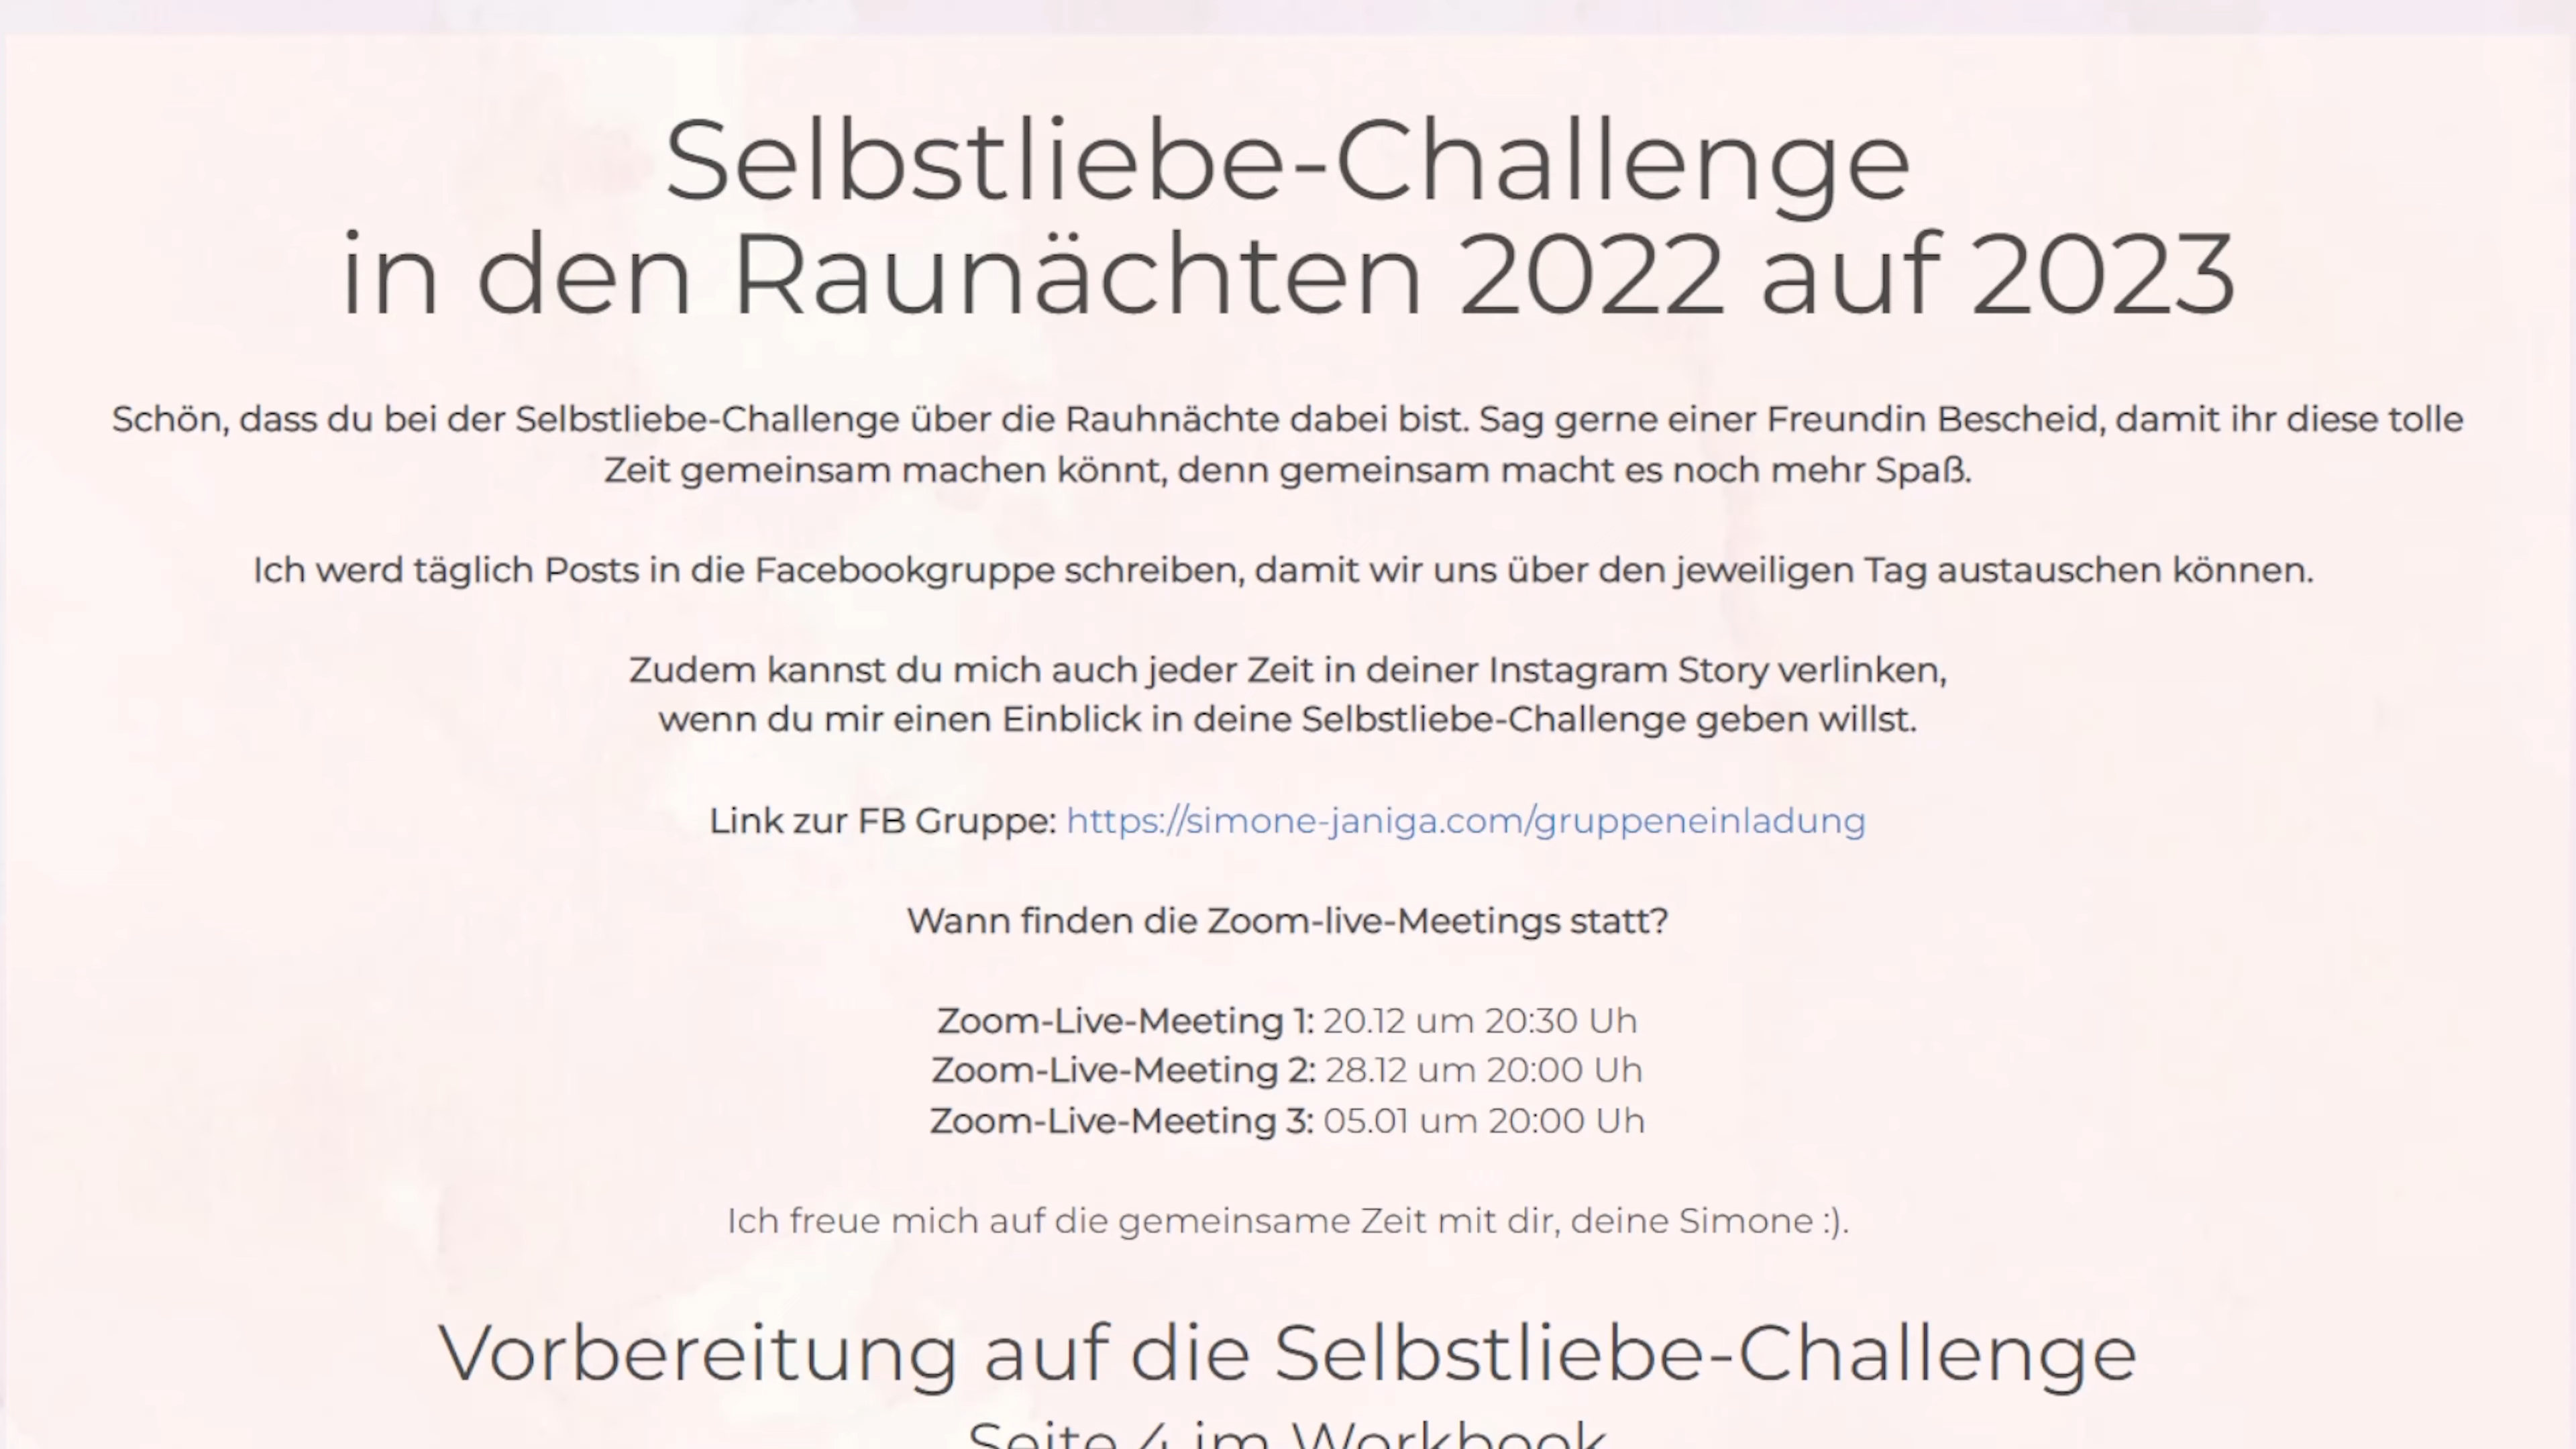 Selbstliebe-Challenge
in den Raunächten 2022 auf 2023
Schön, dass du bei der Selbstliebe-Challenge über die Rauhnächte dabei bist. Sag gerne einer Freundin Bescheid, damit ihr diese tolle
Zeit gemeinsam machen könnt, denn gemeinsam macht es noch mehr Spaß.
Ich werd täglich Posts in die Facebookgruppe schreiben, damit wir uns über den jeweiligen Tag austauschen können.
Zudem kannst du mich auch jeder Zeit in deiner Instagram Story verlinken,
wenn du mir einen Einblick in deine Selbstliebe-Challenge geben willst.
Link zur FB Gruppe: https://simone-janiga.com/gruppeneinladung
Wann finden die Zoom-live-Meetings statt?
Zoom-Live-Meeting 1: 20.12 um 20:30 Uh
Zoom-Live-Meeting 2: 28.12 um 20:00 Uh
Zoom-Live-Meeting 3: 05.01 um 20:00 Uh
Ich freue mich auf die gemeinsame Zeit mit dir, deine Simone :).
Vorbereitung auf die Selbstliebe-Challenge
Seite 4 im Workbook